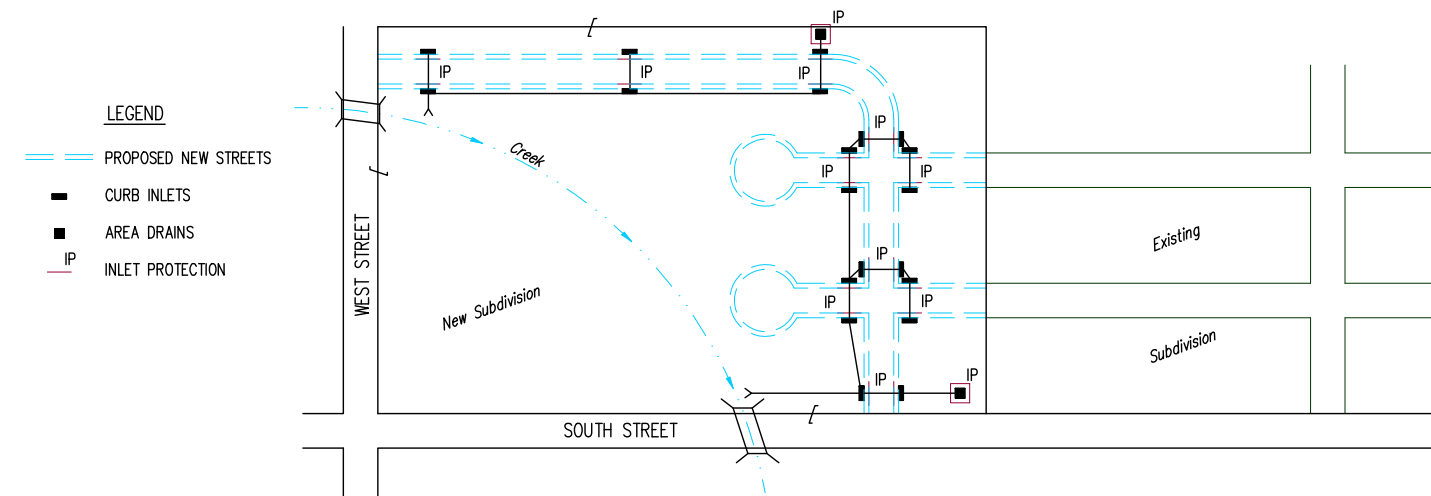 LEGEND
PROPOSED NEW STREETS
CURB INLETS
AREA DRAINS
IP
INLET PROTECTION
IP
IP
IP
IP
Creek
IP
IP
IP
WEST STREET
New Subdivision
Existing
IP
IP
IP
Subdivision
IP
IP
SOUTH STREET